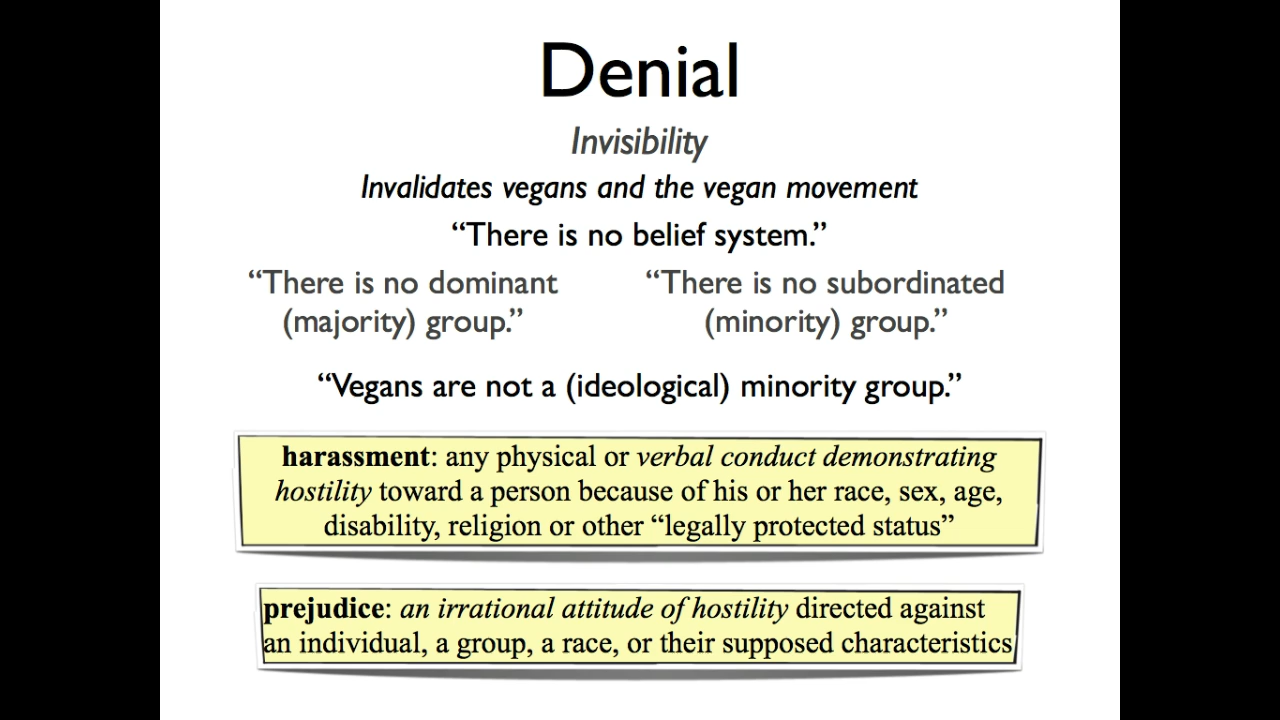 Denial
Invisibility
Invalidates vegans and the vegan movement
“There is no belief system.”
“There is no dominant
(majority) group.”
“There is no subordinated
(minority) group.”
“Vegans are not a (ideological) minority group.”
harassment: any physical or verbal conduct demonstrating
hostility toward a person because of his or her race, sex, age,
disability, religion or other “legally protected status”
prejudice: an irrational attitude of hostility directed against
an individual, a group, a race, or their supposed characteristics